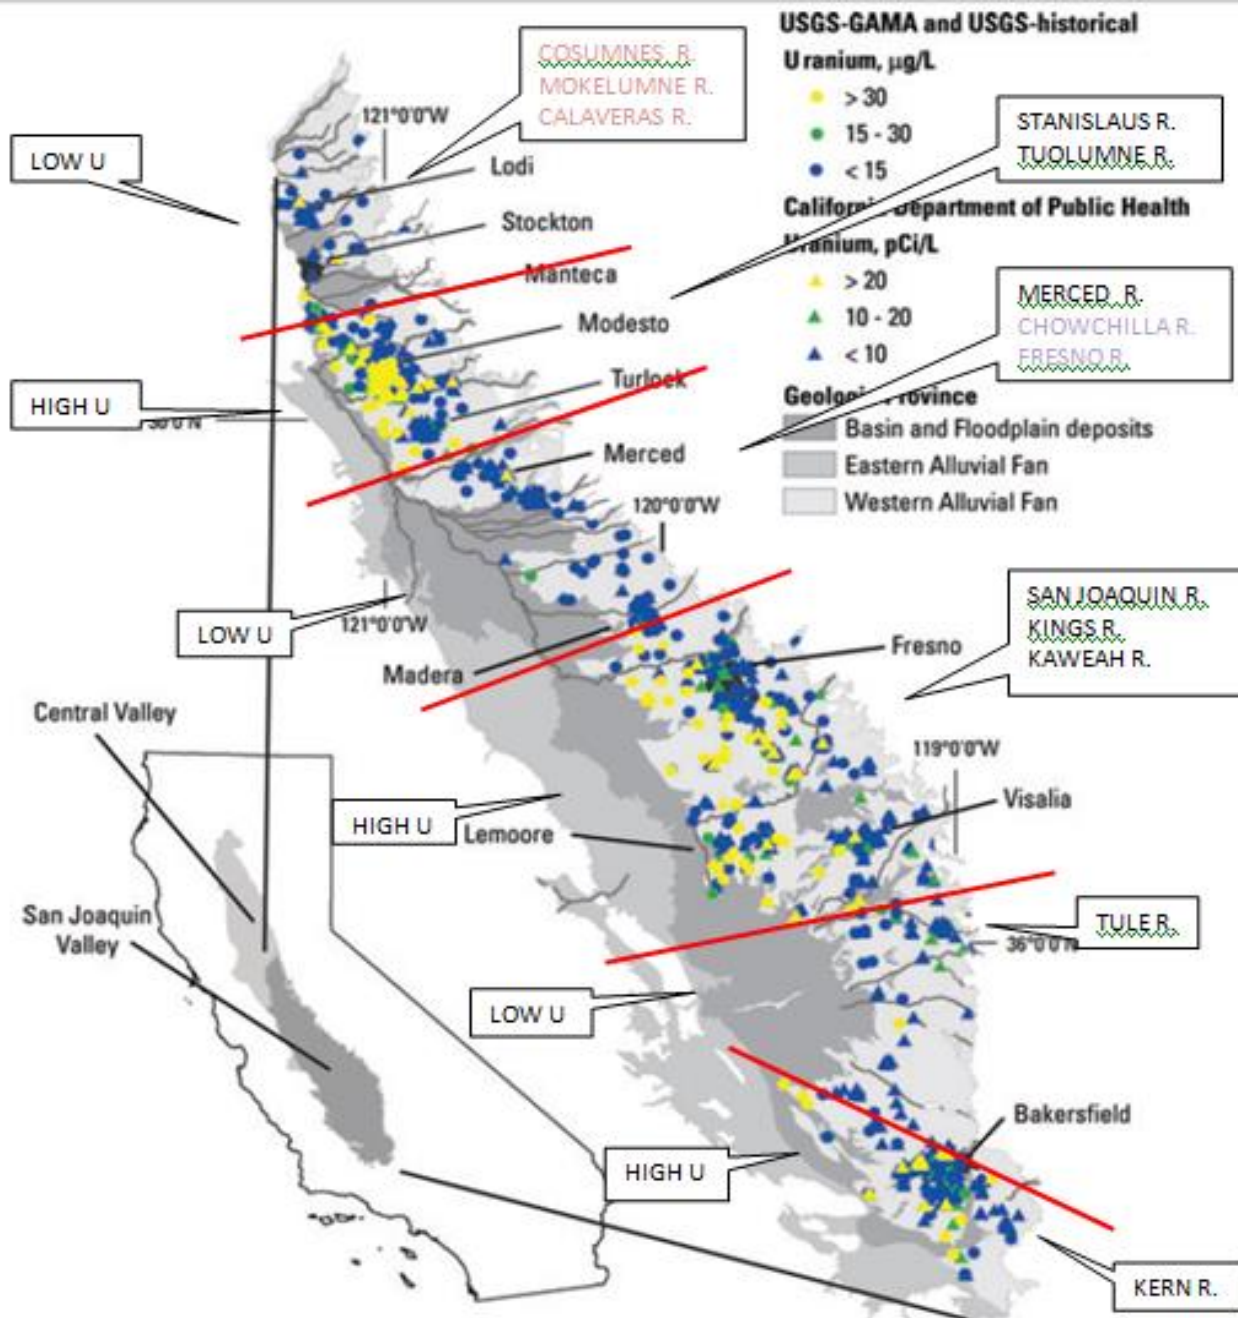 USGS-GAMA and USGS-historical
Uranium, µg/L
> 30
15 - 30
< 15
California Department of Public Health
Uranium, pCi/L
> 20
10 - 20
< 10
Geologic Province
Basin and Floodplain deposits
Eastern Alluvial Fan
Western Alluvial Fan
COSUMNES R.
MOKELUMNE R.
CALAVERAS R.
STANISLAUS R.
TUOLUMNE R.
MERCED R.
CHOWCHILLA R.
FRESNO R.
SAN JOAQUIN R.
KINGS R.
KAWEAH R.
TULE R.
KERN R.
LOW U
HIGH U
LOW U
HIGH U
LOW U
HIGH U
121°0'0"W
Lodi
Stockton
Manteca
Modesto
Turlock
Merced
120°0'0"W
121°0'0"W
Madera
Fresno
119°0'0"W
Visalia
Lemoore
36°0'0"N
Bakersfield
Central Valley
San Joaquin
Valley